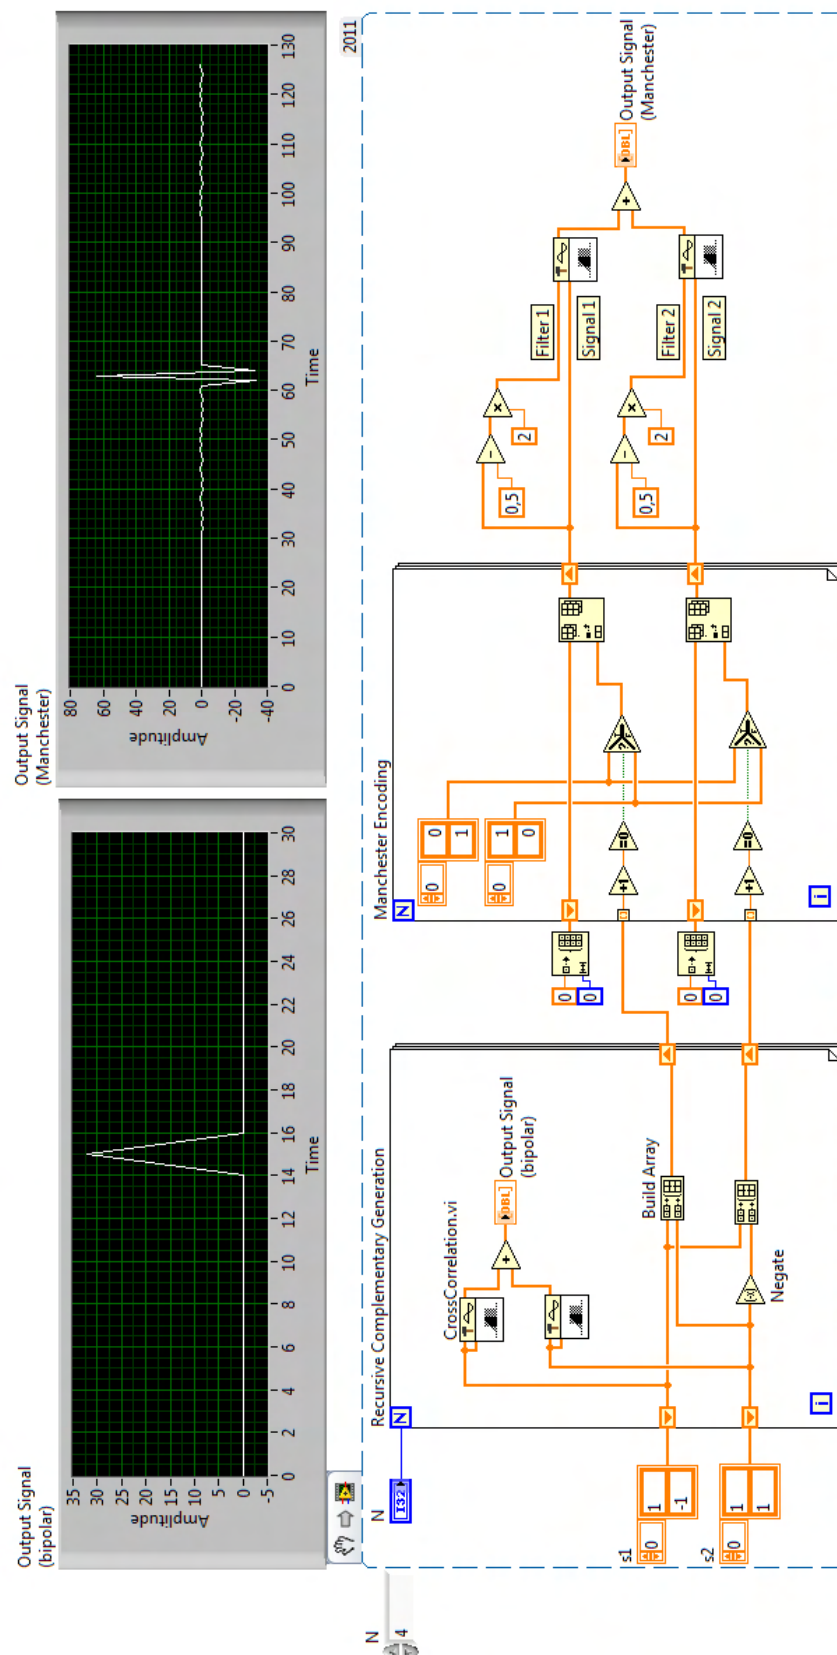 Output Signal
(bipolar)
35
30
25
20
15
10
5
0
-5
Amplitude
0 2 4 6 8 10 12 14 16 18 20 22 24 26 28 30
Time
Output Signal
(Manchester)
80
60
40
20
0
-20
-40
Amplitude
0 10 20 30 40 50 60 70 80 90 100 110 120 130
Time
2011
N
4
N
I32
Recursive Complementary Generation
N
CrossCorrelation.vi
Output Signal
(bipolar)
DBL]
+
s1
0
1
-1
s2
0
1
1
Build Array
Negate
i
Manchester Encoding
N
0
0
1
0
1
0
0
0
0
0
+1
=0
+1
=0
?
?
i
0,5
-
2
x
Filter 1
Signal 1
0,5
-
2
x
Filter 2
Signal 2
+
DBL]
Output Signal
(Manchester)